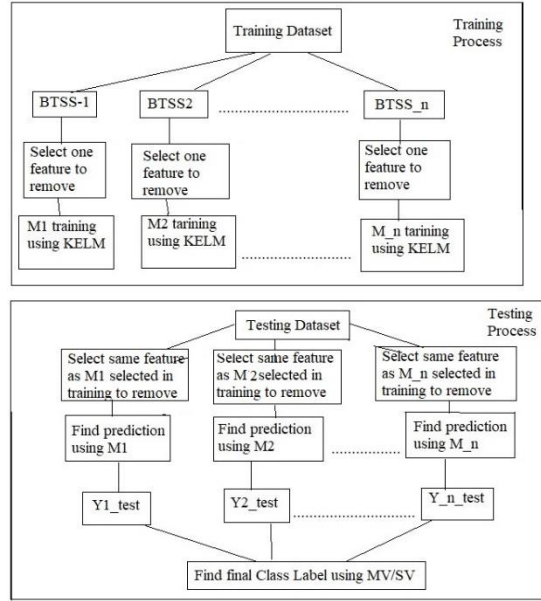 Training Dataset
Training
Process
BTSS-1
BTSS2
BTSS_n
Select one
feature to
remove
Select one
feature to
remove
Select one
feature to
remove
M1 training
using KELM
M2 tarining
using KELM
M_n tarining
using KELM
Testing
Process
Testing Dataset
Select same feature
as M1 selected in
training to remove
Select same feature
as M2 selected in
training to remove
Select same feature
as M_n selected in
training to remove
Find prediction
using M1
Find prediction
using M2
Find prediction
using M_n
Y1_test
Y2_test
Y_n_test
Find final Class Label using MV/SV